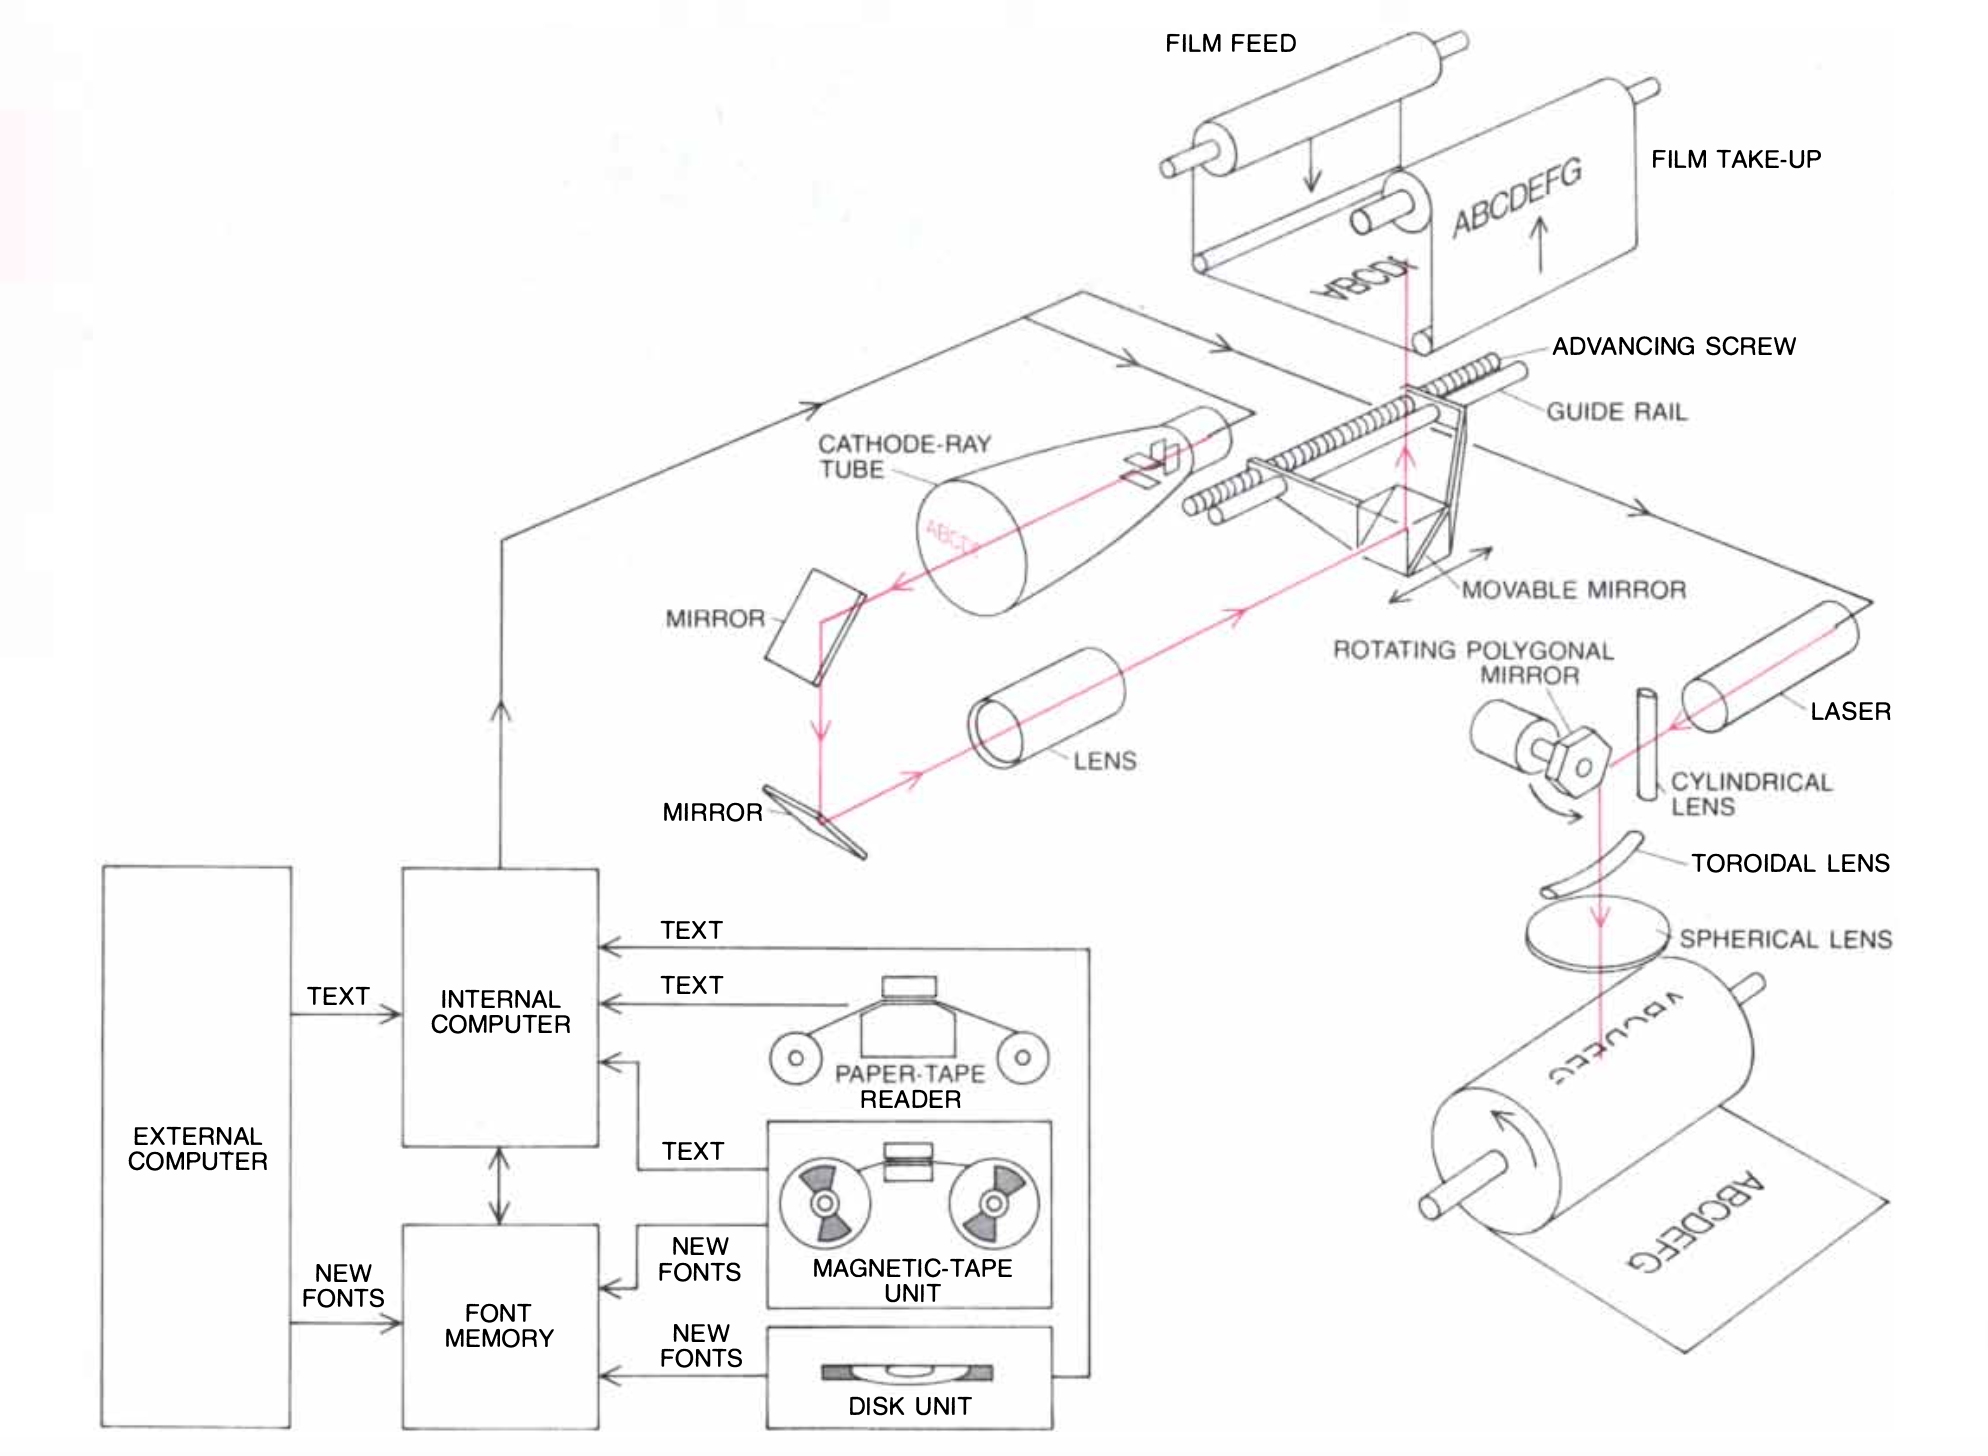 FILM FEED
FILM TAKE-UP
ABCDEFG
ABCD
ADVANCING SCREW
GUIDE RAIL
CATHODE-RAY
TUBE
ABCD
MOVABLE MIRROR
MIRROR
ROTATING POLYGONAL
MIRROR
LASER
LENS
CYLINDRICAL
LENS
MIRROR
TOROIDAL LENS
SPHERICAL LENS
TEXT
TEXT
TEXT
INTERNAL
COMPUTER
PAPER-TAPE
READER
ABCDEFG
EXTERNAL
COMPUTER
TEXT
ABCDEFG
NEW
FONTS
MAGNETIC-TAPE
UNIT
NEW
FONTS
FONT
MEMORY
NEW
FONTS
DISK UNIT